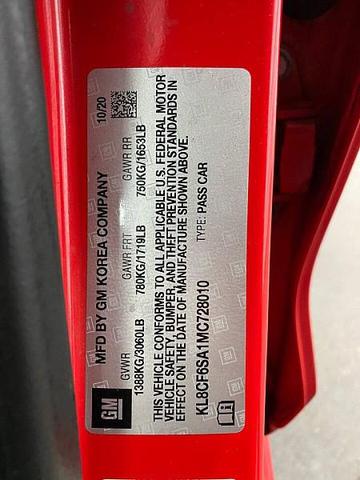 MFD BY GM KOREA COMPANY 10/20
GVWR GAWR FRT GAWR RR
1388KG/3060LB 780KG/1719LB 750KG/1653LB
THIS VEHICLE CONFORMS TO ALL APPLICABLE U.S. FEDERAL MOTOR
VEHICLE SAFETY, BUMPER, AND THEFT PREVENTION STANDARDS IN
EFFECT ON THE DATE OF MANUFACTURE SHOWN ABOVE.
KL8CF6SA1MC728010 TYPE: PASS CAR
GM